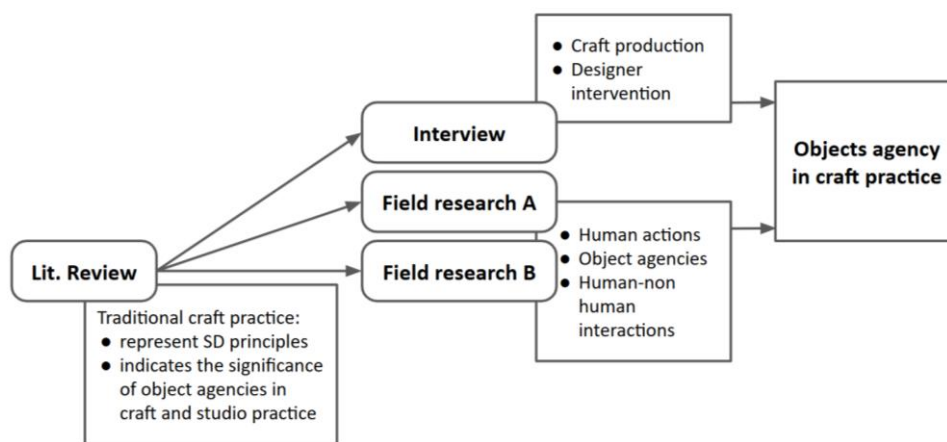 ● Craft production
● Designer
intervention
Interview
Objects agency
in craft practice
Field research A
Lit. Review
Field research B
● Human actions
● Object agencies
● Human-non
human
interactions
Traditional craft practice:
● represent SD principles
● indicates the significance
of object agencies in
craft and studio practice